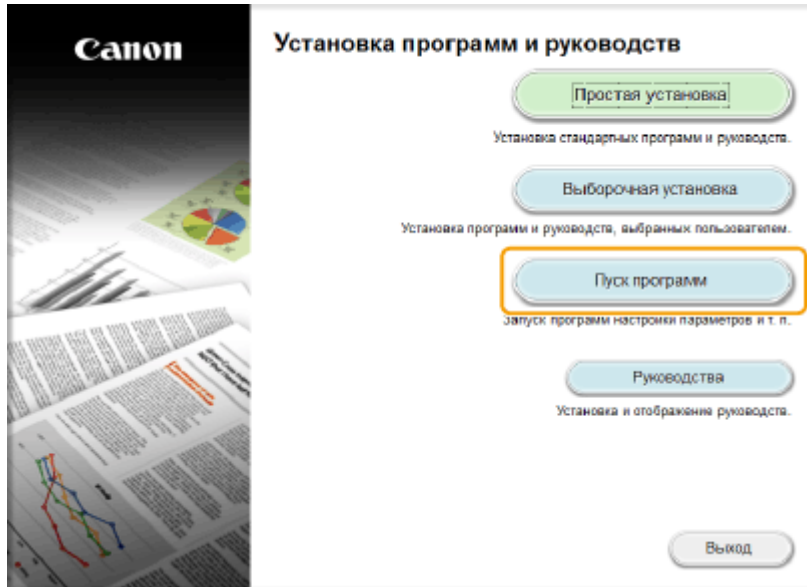 Canon
Установка программ и руководств
Простая установка
Установка стандартных программ и руководств.
Выборочная установка
Установка программ и руководств, выбранных пользователем.
Пуск программ
Запуск программ настройки параметров и т. п.
Руководства
Установка и отображение руководств.
Выход